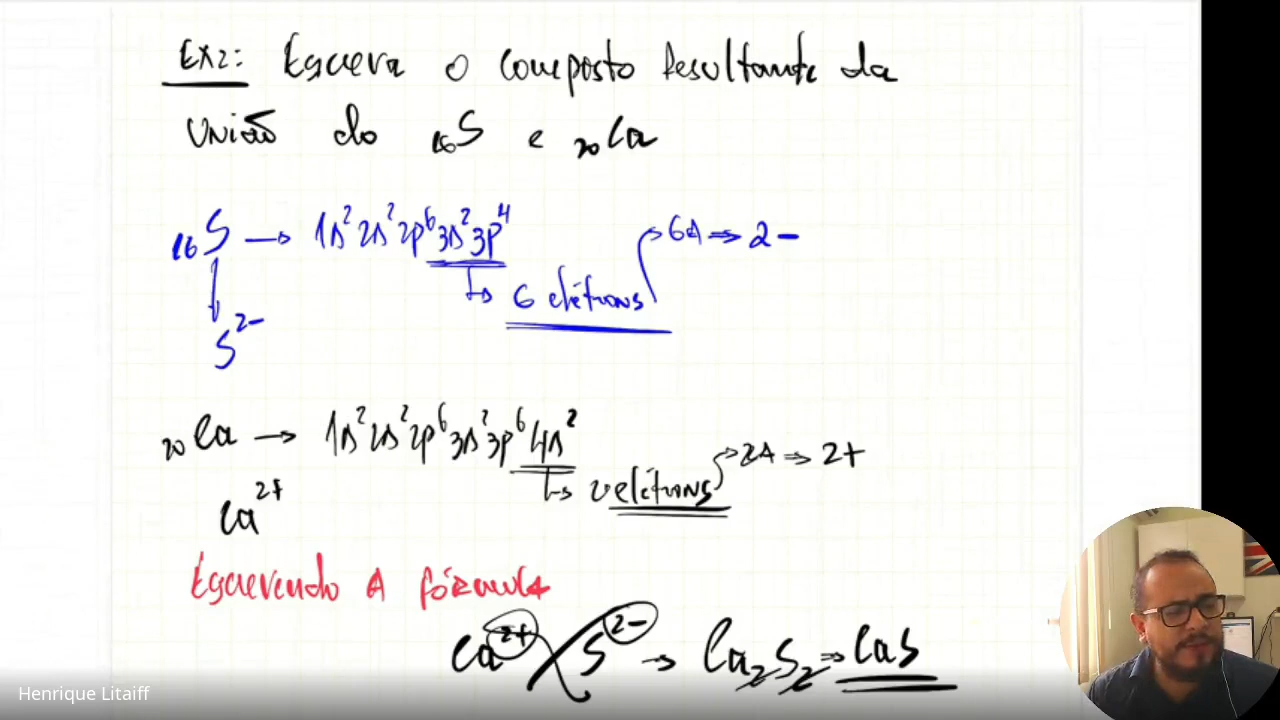 Ex2: Escreva o composto Resultante da
União do 16S e 20Ca
16S → 1s² 2s² 2p⁶ 3s² 3p⁴
6A ⇒ 2-
↳ 6 elétrons
S²⁻
20Ca → 1s² 2s² 2p⁶ 3s² 3p⁶ 4s²
2A ⇒ 2+
↳ 2 elétrons
Ca²⁺
Escrevendo A fórmula
Ca²⁺ S²⁻ → Ca₂S₂ ⇒ CaS
Henrique Litaiff